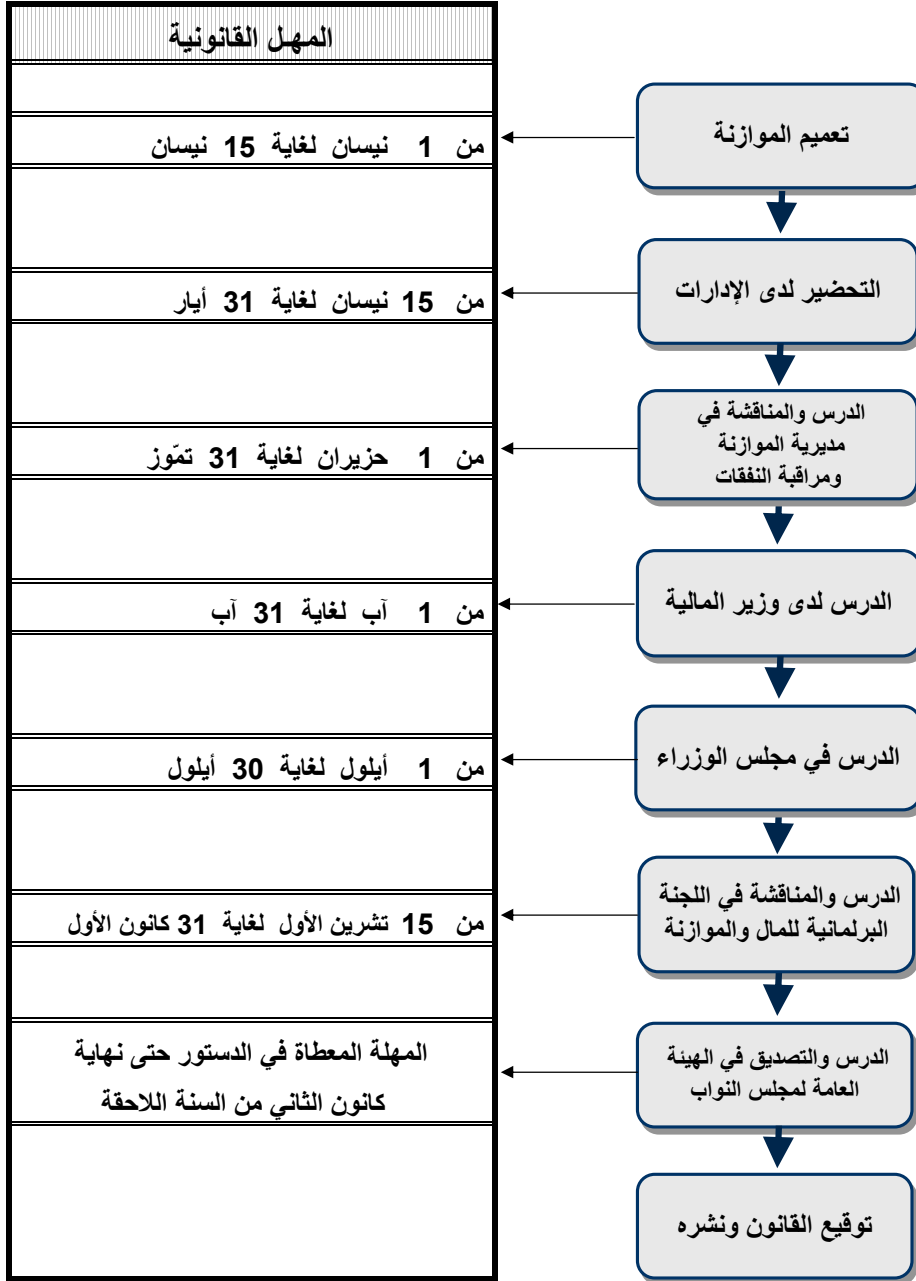 المهل القانونية
تعميم الموازنة
من 1 نيسان لغاية 15 نيسان
التحضير لدى الإدارات
من 15 نيسان لغاية 31 أيار
الدرس والمناقشة في
مديرية الموازنة
ومراقبة النفقات
من 1 حزيران لغاية 31 تمّوز
الدرس لدى وزير المالية
من 1 آب لغاية 31 آب
الدرس في مجلس الوزراء
من 1 أيلول لغاية 30 أيلول
الدرس والمناقشة في اللجنة
البرلمانية للمال والموازنة
من 15 تشرين الأول لغاية 31 كانون الأول
الدرس والتصديق في الهيئة
العامة لمجلس النواب
المهلة المعطاة في الدستور حتى نهاية
كانون الثاني من السنة اللاحقة
توقيع القانون ونشره